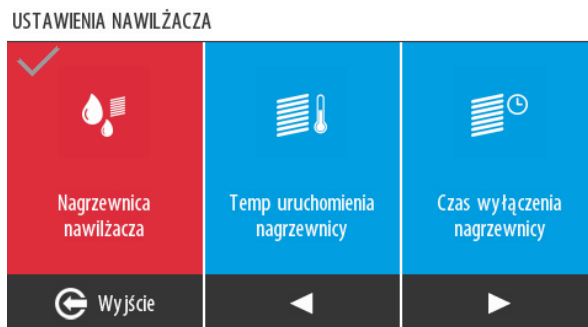 USTAWIENIA NAWILŻACZA
Nagrzewnica
nawilżacza
Temp uruchomienia
nagrzewnicy
Czas wyłączenia
nagrzewnicy
Wyjście